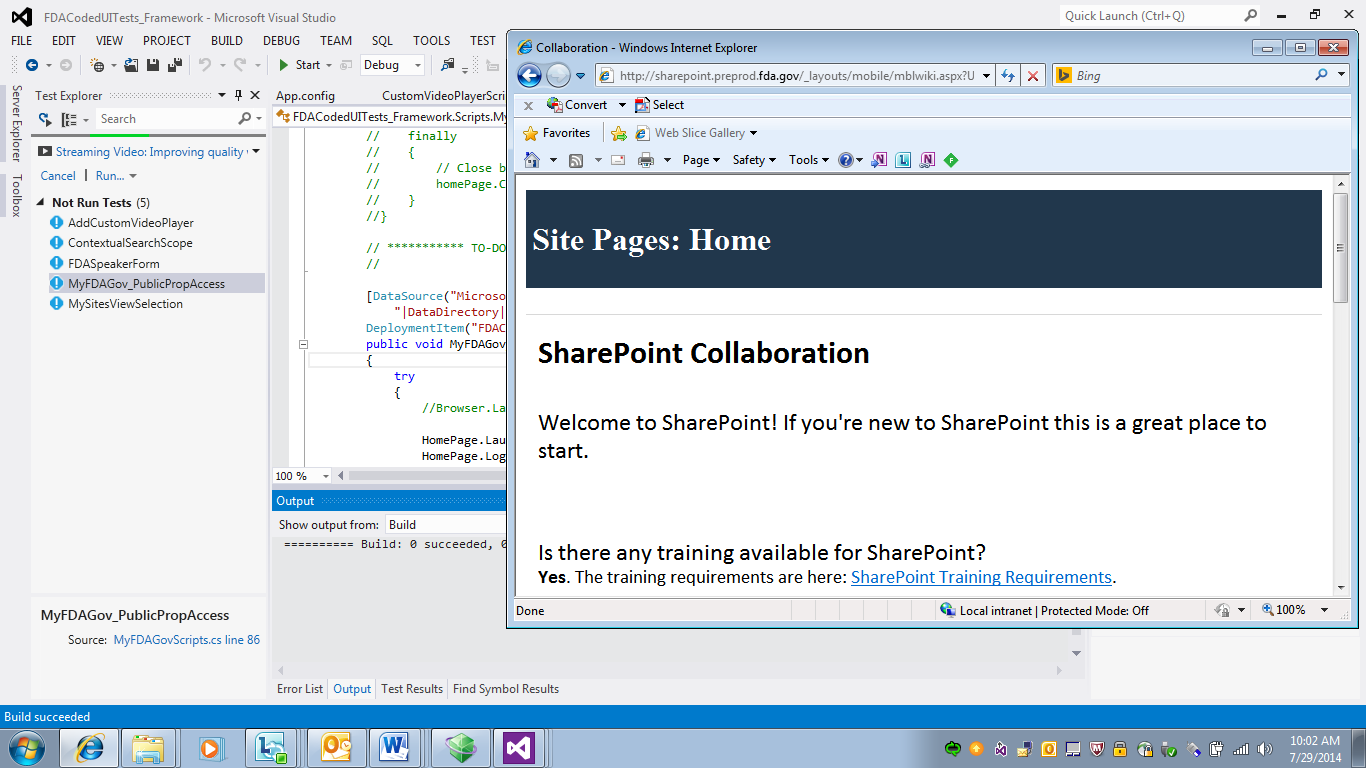 FDACodedUITests_Framework - Microsoft Visual Studio
Quick Launch (Ctrl+Q)
FILE EDIT VIEW PROJECT BUILD DEBUG TEAM SQL TOOLS TEST
Start Debug
Server Explorer
Toolbox
Test Explorer
Search
Streaming Video: Improving quality
Cancel | Run...
Not Run Tests (5)
AddCustomVideoPlayer
ContextualSearchScope
FDASpeakerForm
MyFDAGov_PublicPropAccess
MySitesViewSelection
MyFDAGov_PublicPropAccess
Source: MyFDAGovScripts.cs line 86
App.config CustomVideoPlayerScri
FDACodedUITests_Framework.Scripts.My
// finally
// {
// // Close b
// homePage.C
// }
//}
// *********** TO-DO
//
[DataSource("Microso
"|DataDirectory|
DeploymentItem("FDAC
public void MyFDAGov
{
try
{
//Browser.La
HomePage.Lau
HomePage.Log
100 %
Output
Show output from: Build
========== Build: 0 succeeded, 0
Error List Output Test Results Find Symbol Results
Build succeeded
Collaboration - Windows Internet Explorer
http://sharepoint.preprod.fda.gov/_layouts/mobile/mblwiki.aspx?U
Bing
x Convert Select
Favorites Web Slice Gallery
Page Safety Tools
Site Pages: Home
SharePoint Collaboration
Welcome to SharePoint! If you're new to SharePoint this is a great place to
start.
Is there any training available for SharePoint?
Yes. The training requirements are here: SharePoint Training Requirements.
Done
Local intranet | Protected Mode: Off
100%
10:02 AM
7/29/2014